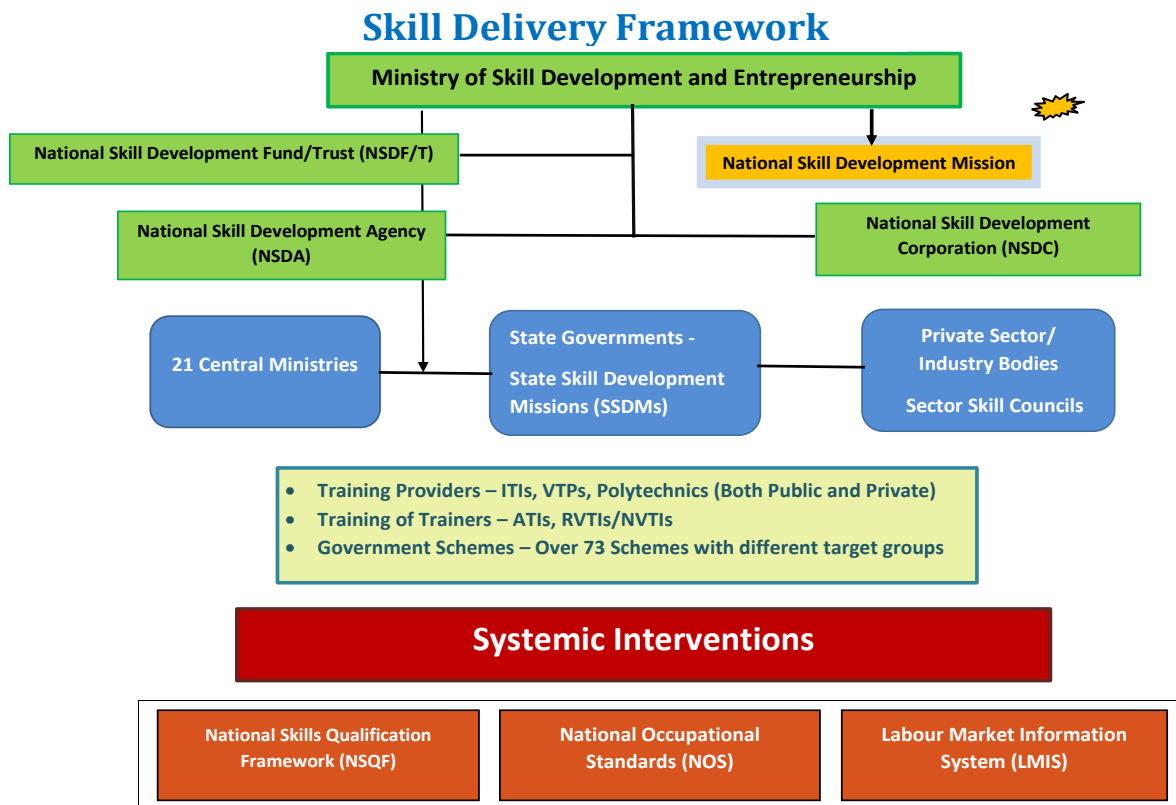 Skill Delivery Framework
Ministry of Skill Development and Entrepreneurship
National Skill Development Fund/Trust (NSDF/T)
National Skill Development Mission
National Skill Development Agency
(NSDA)
National Skill Development
Corporation (NSDC)
21 Central Ministries
State Governments -
State Skill Development
Missions (SSDMs)
Private Sector/
Industry Bodies
Sector Skill Councils
• Training Providers – ITIs, VTPs, Polytechnics (Both Public and Private)
• Training of Trainers – ATIs, RVTIs/NVTIs
• Government Schemes – Over 73 Schemes with different target groups
Systemic Interventions
National Skills Qualification
Framework (NSQF)
National Occupational
Standards (NOS)
Labour Market Information
System (LMIS)